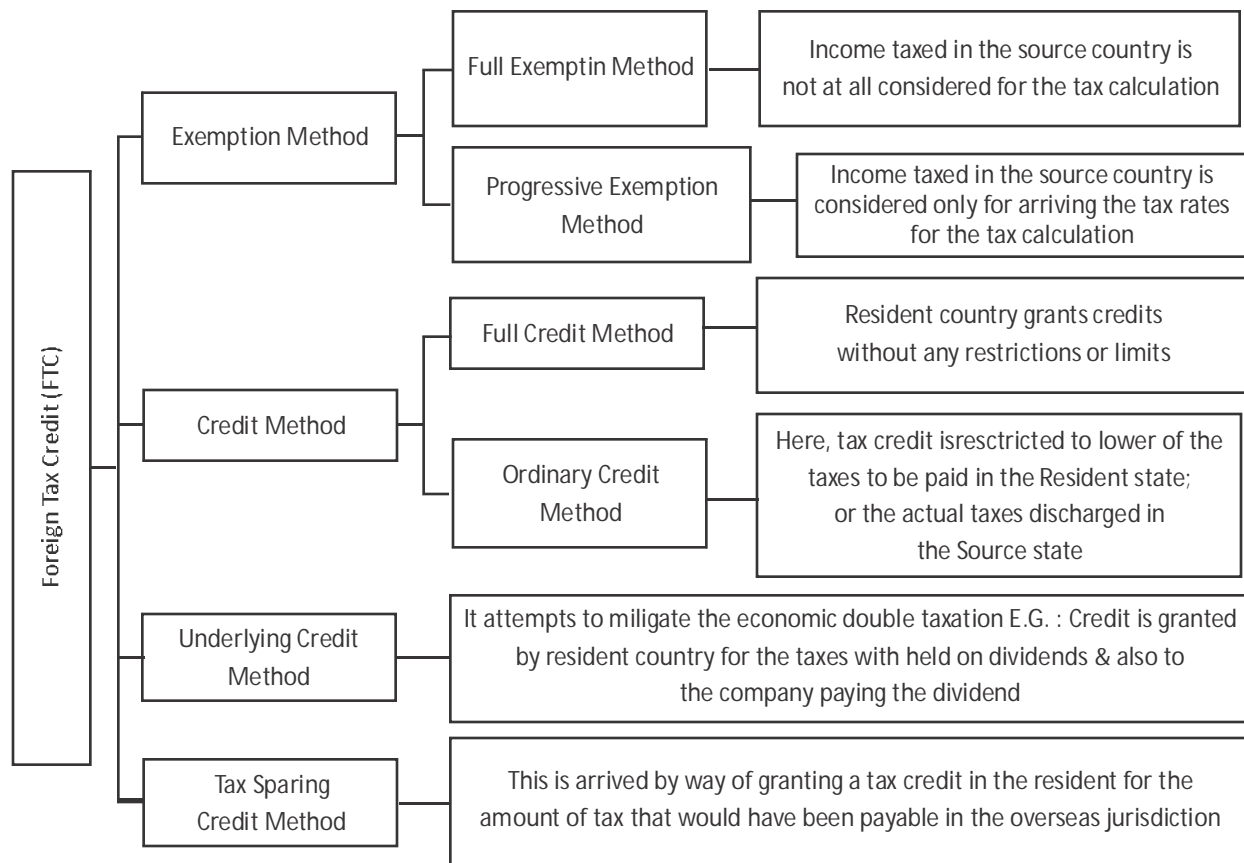 Foreign Tax Credit (FTC)
Exemption Method
Full Exemptin Method
Income taxed in the source country is
not at all considered for the tax calculation
Progressive Exemption
Method
Income taxed in the source country is
considered only for arriving the tax rates
for the tax calculation
Credit Method
Full Credit Method
Resident country grants credits
without any restrictions or limits
Ordinary Credit
Method
Here, tax credit isresctricted to lower of the
taxes to be paid in the Resident state;
or the actual taxes discharged in
the Source state
Underlying Credit
Method
It attempts to miligate the economic double taxation E.G. : Credit is granted
by resident country for the taxes with held on dividends & also to
the company paying the dividend
Tax Sparing
Credit Method
This is arrived by way of granting a tax credit in the resident for the
amount of tax that would have been payable in the overseas jurisdiction